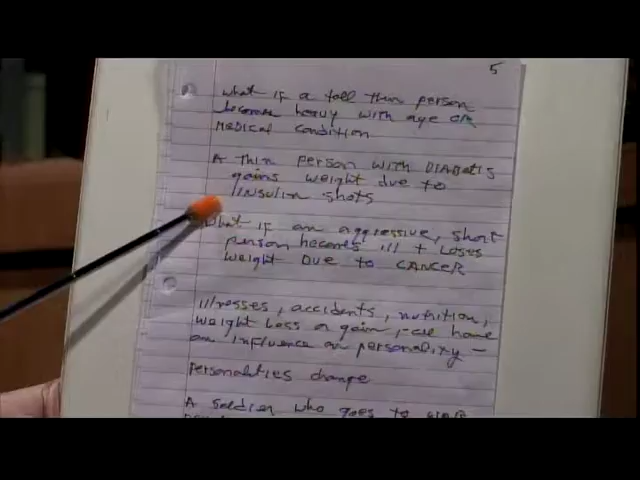 5
what if a tall thin person
become heavy with age or
MEDICAL condition
A Thin person with DIABETIS
gains weight due to
INSULIN shots
what if an aggressive, short
person becomes ill + Loses
weight Due to CANCER
illnesses, accidents, nutrition,
weight Loss or gain, all have
an influence on personality —
Personalities change
A soldier who goes to